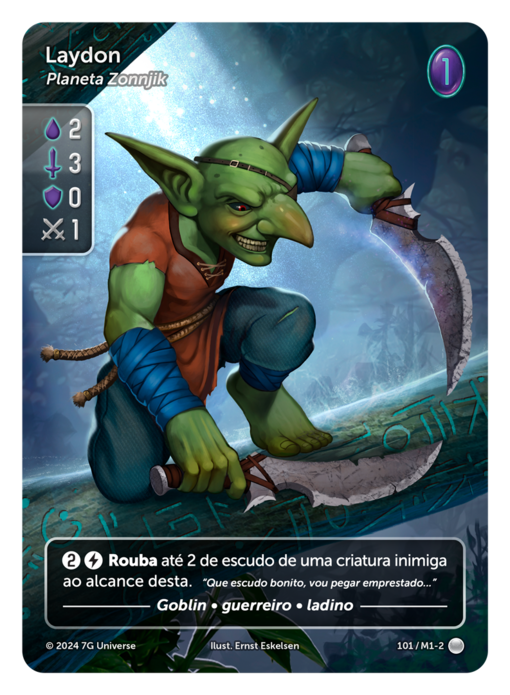 Laydon
Planeta Zonnjik
1
2
3
0
1
2 Rouba até 2 de escudo de uma criatura inimiga
ao alcance desta. "Que escudo bonito, vou pegar emprestado..."
Goblin • guerreiro • ladino
© 2024 7G Universe
Ilust. Ernst Eskelsen
101 / M1-2